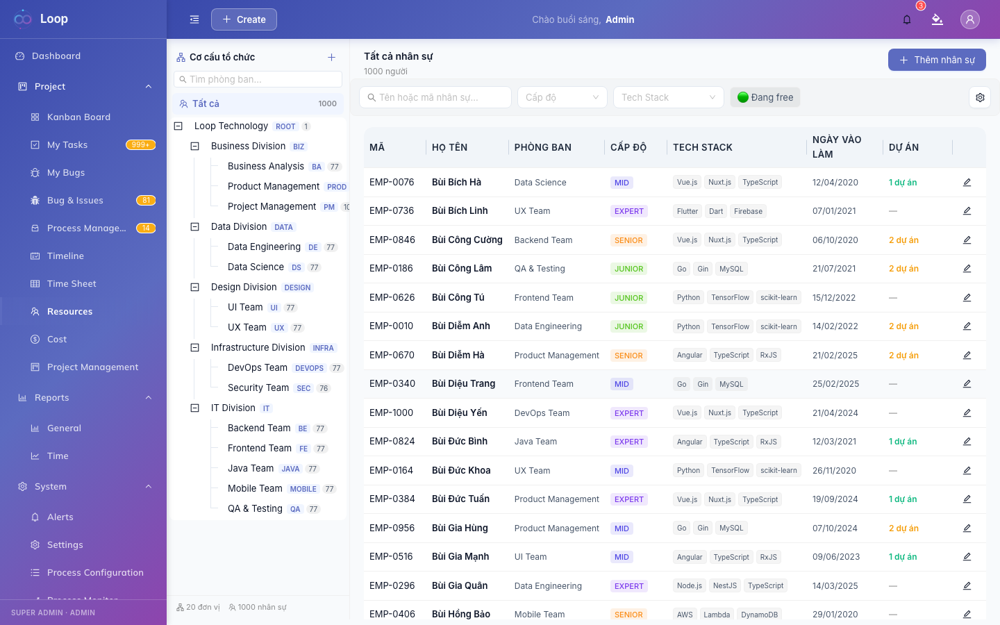 Loop
Create
Chào buổi sáng, Admin
3
Dashboard
Project
Kanban Board
My Tasks 999+
My Bugs
Bug & Issues 81
Process Manage... 14
Timeline
Time Sheet
Resources
Cost
Project Management
Reports
General
Time
System
Alerts
Settings
Process Configuration
SUPER ADMIN · ADMIN
Cơ cấu tổ chức
Tìm phòng ban...
Tất cả 1000
Loop Technology ROOT 1
Business Division BIZ
Business Analysis BA 77
Product Management PROD
Project Management PM
Data Division DATA
Data Engineering DE 77
Data Science DS 77
Design Division DESIGN
UI Team UI 77
UX Team UX 77
Infrastructure Division INFRA
DevOps Team DEVOPS 77
Security Team SEC 76
IT Division IT
Backend Team BE 77
Frontend Team FE 77
Java Team JAVA 77
Mobile Team MOBILE 77
QA & Testing QA 77
20 đơn vị 1000 nhân sự
Tất cả nhân sự
1000 người
Thêm nhân sự
Tên hoặc mã nhân sự... Cấp độ Tech Stack Đang free
MÃ HỌ TÊN PHÒNG BAN CẤP ĐỘ TECH STACK NGÀY VÀO LÀM DỰ ÁN
EMP-0076 Bùi Bích Hà Data Science MID Vue.js Nuxt.js TypeScript 12/04/2020 1 dự án
EMP-0736 Bùi Bích Linh UX Team EXPERT Flutter Dart Firebase 07/01/2021 —
EMP-0846 Bùi Công Cường Backend Team SENIOR Vue.js Nuxt.js TypeScript 06/10/2020 2 dự án
EMP-0186 Bùi Công Lâm QA & Testing JUNIOR Go Gin MySQL 21/07/2021 2 dự án
EMP-0626 Bùi Công Tú Frontend Team JUNIOR Python TensorFlow scikit-learn 15/12/2022 —
EMP-0010 Bùi Diễm Anh Data Engineering JUNIOR Python TensorFlow scikit-learn 14/02/2022 2 dự án
EMP-0670 Bùi Diễm Hà Product Management SENIOR Angular TypeScript RxJS 21/02/2025 2 dự án
EMP-0340 Bùi Diệu Trang Frontend Team MID Go Gin MySQL 25/02/2025 —
EMP-1000 Bùi Diệu Yến DevOps Team EXPERT Vue.js Nuxt.js TypeScript 21/04/2024 —
EMP-0824 Bùi Đức Bình Java Team EXPERT Angular TypeScript RxJS 12/03/2021 1 dự án
EMP-0164 Bùi Đức Khoa UX Team MID Python TensorFlow scikit-learn 26/11/2020 —
EMP-0384 Bùi Đức Tuấn Product Management EXPERT Vue.js Nuxt.js TypeScript 19/09/2024 1 dự án
EMP-0956 Bùi Gia Hùng Product Management MID Go Gin MySQL 07/10/2024 2 dự án
EMP-0516 Bùi Gia Mạnh UI Team MID Angular TypeScript RxJS 09/06/2023 1 dự án
EMP-0296 Bùi Gia Quân Data Engineering EXPERT Node.js NestJS TypeScript 14/03/2025 —
EMP-0406 Bùi Hồng Bảo Mobile Team SENIOR AWS Lambda DynamoDB 29/01/2020 —